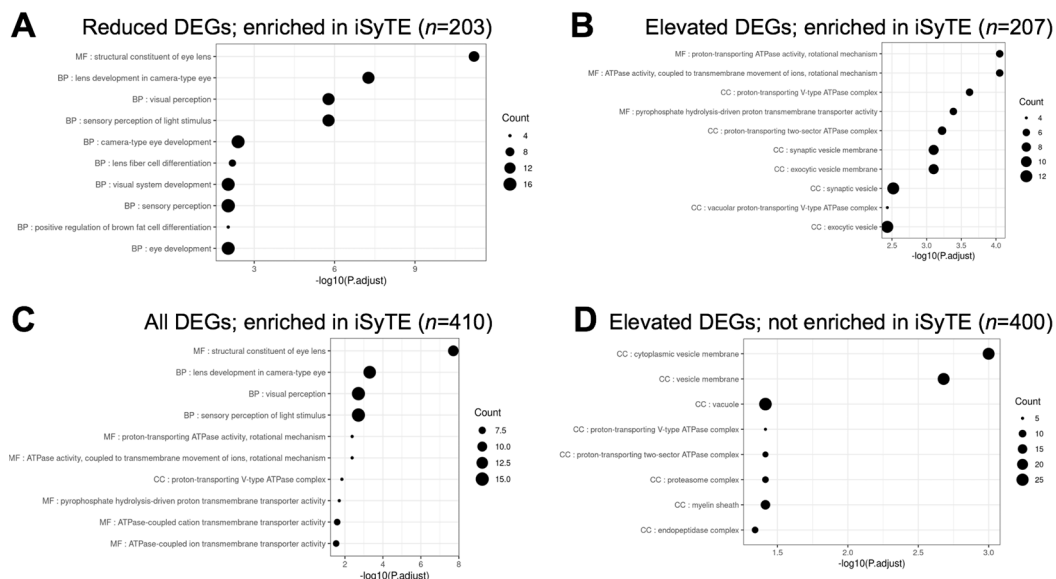 A
Reduced DEGs; enriched in iSyTE (n=203)
MF : structural constituent of eye lens
BP : lens development in camera-type eye
BP : visual perception
BP : sensory perception of light stimulus
BP : camera-type eye development
BP : lens fiber cell differentiation
BP : visual system development
BP : sensory perception
BP : positive regulation of brown fat cell differentiation
BP : eye development
3 6 9
-log10(P.adjust)
Count
4
8
12
16
B
Elevated DEGs; enriched in iSyTE (n=207)
MF : proton-transporting ATPase activity, rotational mechanism
MF : ATPase activity, coupled to transmembrane movement of ions, rotational mechanism
CC : proton-transporting V-type ATPase complex
MF : pyrophosphate hydrolysis-driven proton transmembrane transporter activity
CC : proton-transporting two-sector ATPase complex
CC : synaptic vesicle membrane
CC : exocytic vesicle membrane
CC : synaptic vesicle
CC : vacuolar proton-transporting V-type ATPase complex
CC : exocytic vesicle
2.5 3.0 3.5 4.0
-log10(P.adjust)
Count
4
6
8
10
12
C
All DEGs; enriched in iSyTE (n=410)
MF : structural constituent of eye lens
BP : lens development in camera-type eye
BP : visual perception
BP : sensory perception of light stimulus
MF : proton-transporting ATPase activity, rotational mechanism
MF : ATPase activity, coupled to transmembrane movement of ions, rotational mechanism
CC : proton-transporting V-type ATPase complex
MF : pyrophosphate hydrolysis-driven proton transmembrane transporter activity
MF : ATPase-coupled cation transmembrane transporter activity
MF : ATPase-coupled ion transmembrane transporter activity
2 4 6 8
-log10(P.adjust)
Count
7.5
10.0
12.5
15.0
D
Elevated DEGs; not enriched in iSyTE (n=400)
CC : cytoplasmic vesicle membrane
CC : vesicle membrane
CC : vacuole
CC : proton-transporting V-type ATPase complex
CC : proton-transporting two-sector ATPase complex
CC : proteasome complex
CC : myelin sheath
CC : endopeptidase complex
1.5 2.0 2.5 3.0
-log10(P.adjust)
Count
5
10
15
20
25